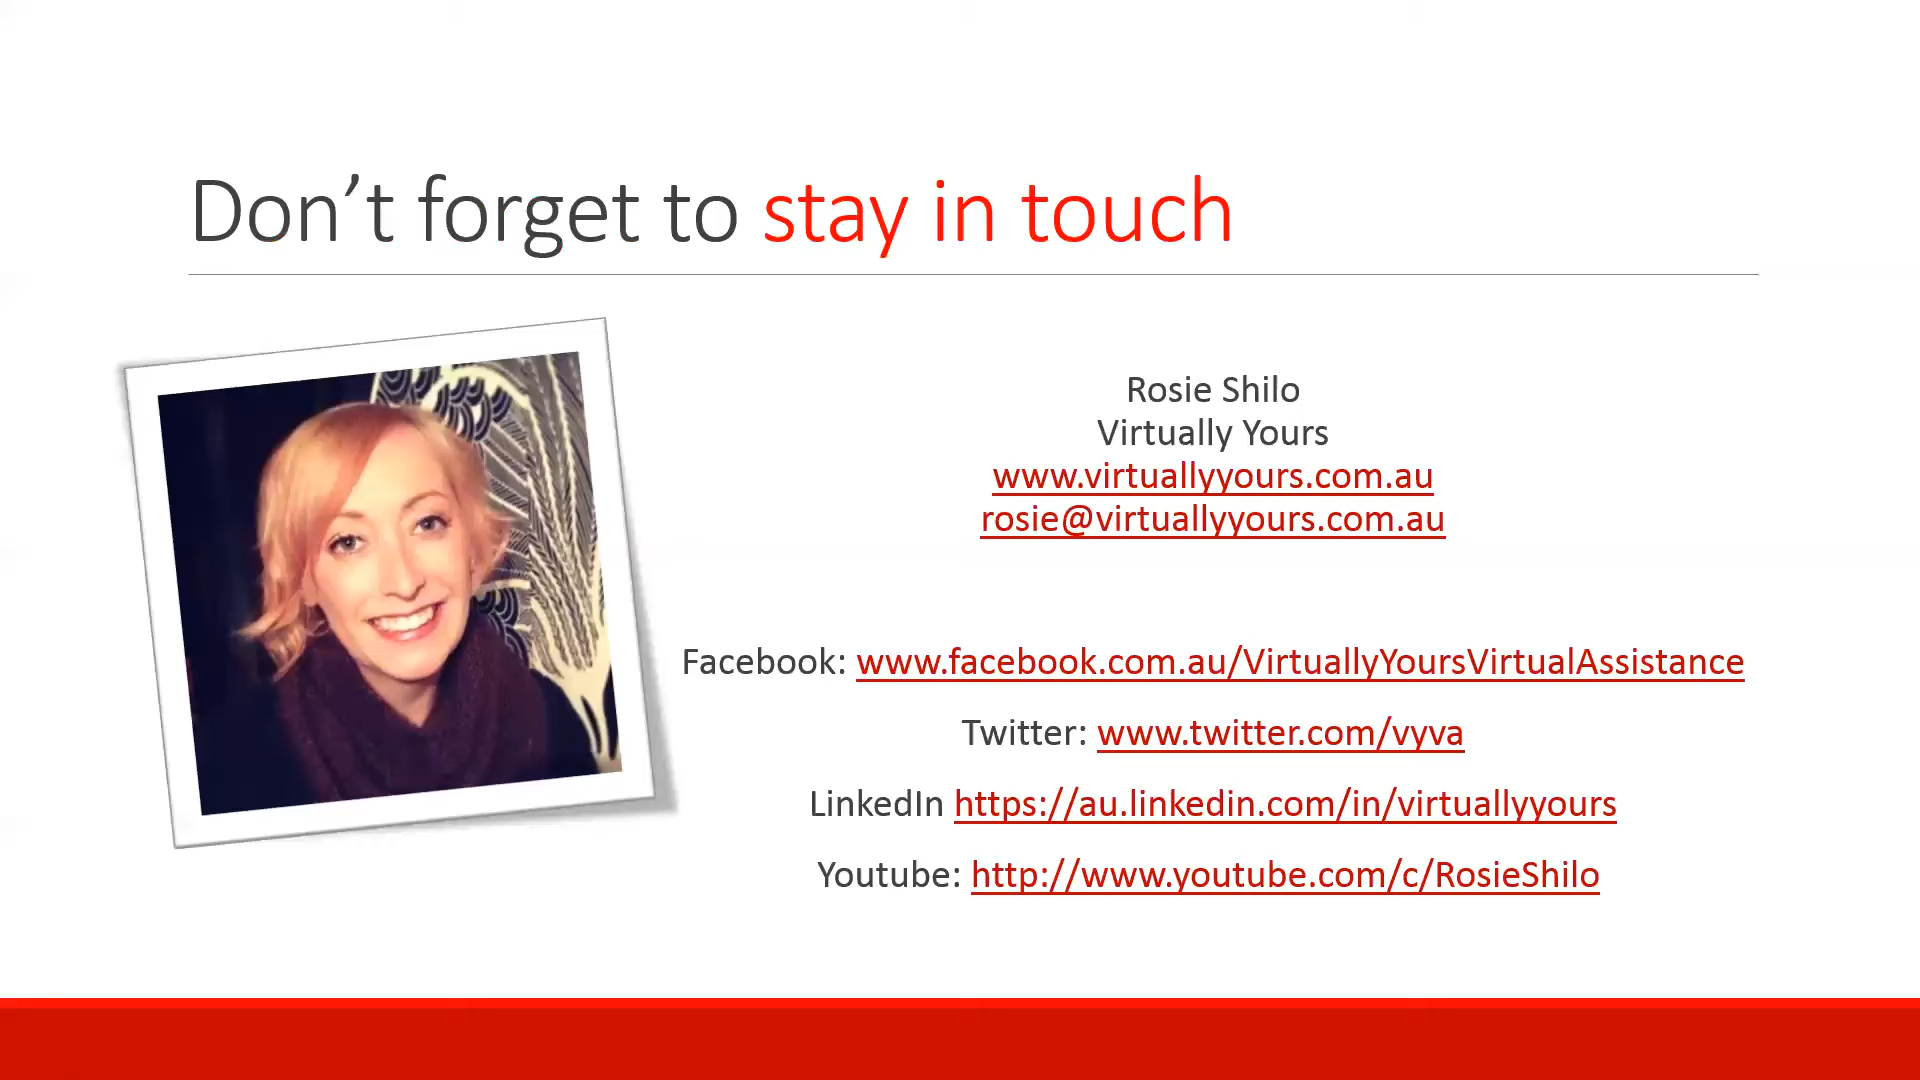 Don’t forget to stay in touch
Rosie Shilo
Virtually Yours
www.virtuallyyours.com.au
rosie@virtuallyyours.com.au
Facebook: www.facebook.com.au/VirtuallyYoursVirtualAssistance
Twitter: www.twitter.com/vyva
LinkedIn https://au.linkedin.com/in/virtuallyyours
Youtube: http://www.youtube.com/c/RosieShilo